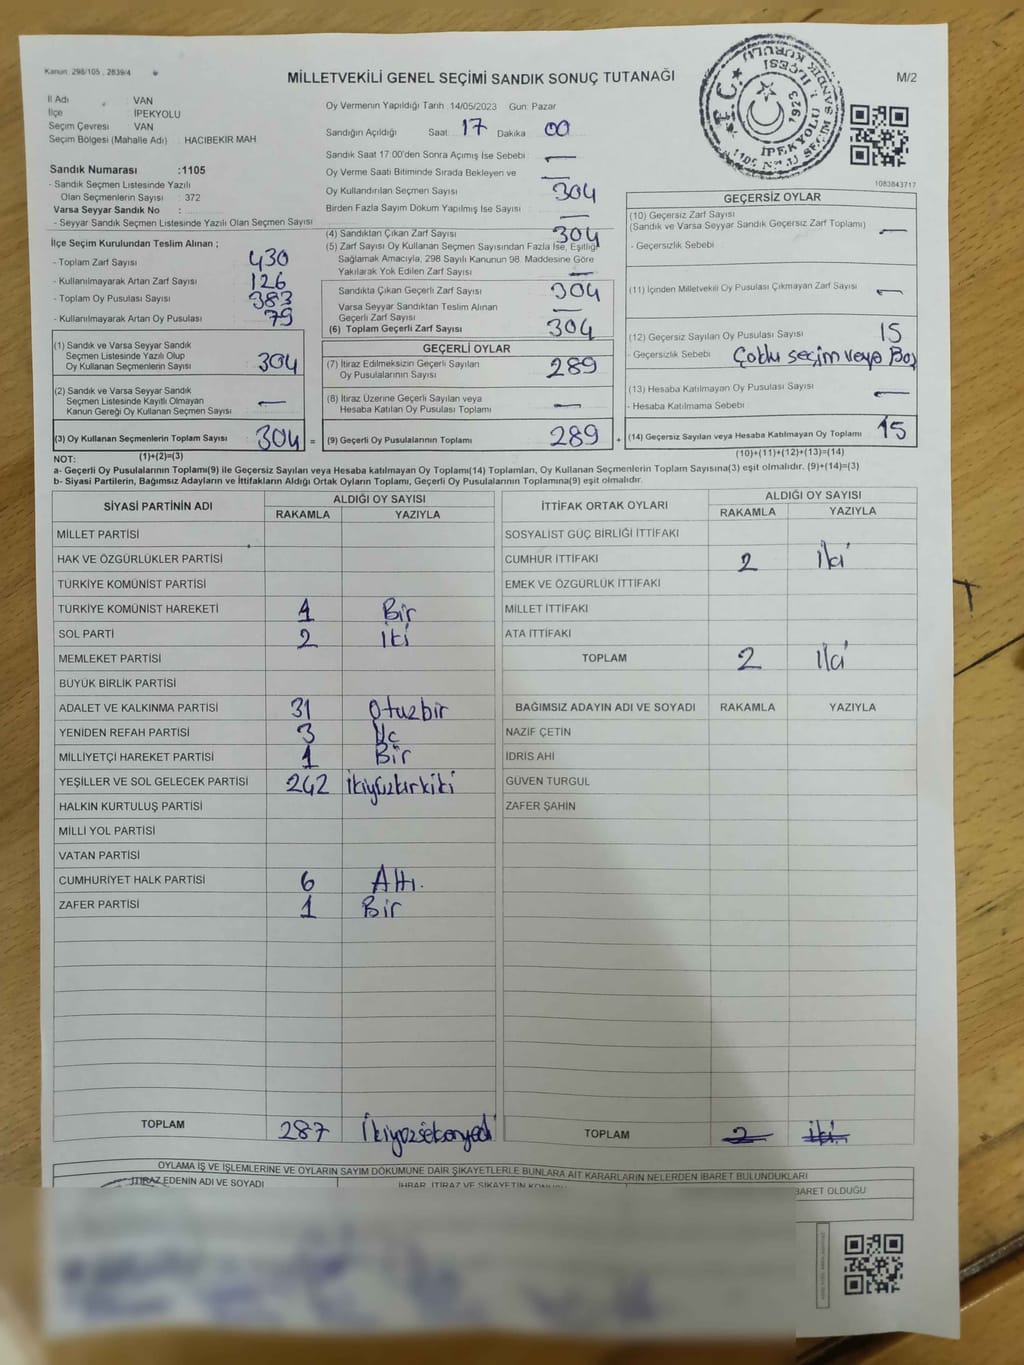 Kanun: 298/105 , 2839/4
MİLLETVEKİLİ GENEL SEÇİMİ SANDIK SONUÇ TUTANAĞI
M/2
İl Adı : VAN
İlçe İPEKYOLU
Seçim Çevresi : VAN
Seçim Bölgesi (Mahalle Adı) : HACIBEKİR MAH
Sandık Numarası :1105
- Sandık Seçmen Listesinde Yazılı
Olan Seçmenlerin Sayısı : 372
Varsa Seyyar Sandık No :
- Seyyar Sandık Seçmen Listesinde Yazılı Olan Seçmen Sayısı
İlçe Seçim Kurulundan Teslim Alınan ;
- Toplam Zarf Sayısı 430
- Kullanılmayarak Artan Zarf Sayısı 126
- Toplam Oy Pusulası Sayısı 383
- Kullanılmayarak Artan Oy Pusulası 79
(1) Sandık ve Varsa Seyyar Sandık
Seçmen Listesinde Yazılı Olup
Oy Kullanan Seçmenlerin Sayısı 304
(2) Sandık ve Varsa Seyyar Sandık
Seçmen Listesinde Kayıtlı Olmayan
Kanun Gereği Oy Kullanan Seçmen Sayısı —
(3) Oy Kullanan Seçmenlerin Toplam Sayısı 304 =
(1)+(2)=(3)
Oy Vermenin Yapıldığı Tarih :14/05/2023 Gün: Pazar
Sandığın Açıldığı Saat: 17 Dakika 00
Sandık Saat 17:00'den Sonra Açımış İse Sebebi —
Oy Verme Saati Bitiminde Sırada Bekleyen ve —
Oy Kullandırılan Seçmen Sayısı 304
Birden Fazla Sayım Döküm Yapılmış İse Sayısı —
(4) Sandıktan Çıkan Zarf Sayısı 304
(5) Zarf Sayısı Oy Kullanan Seçmen Sayısından Fazla İse, Eşitliği
Sağlamak Amacıyla, 298 Sayılı Kanunun 98. Maddesine Göre
Yakılarak Yok Edilen Zarf Sayısı —
Sandıkta Çıkan Geçerli Zarf Sayısı 304
Varsa Seyyar Sandıktan Teslim Alınan
Geçerli Zarf Sayısı —
(6) Toplam Geçerli Zarf Sayısı 304
GEÇERLİ OYLAR
(7) İtiraz Edilmeksizin Geçerli Sayılan
Oy Pusulalarının Sayısı 289
(8) İtiraz Üzerine Geçerli Sayılan veya
Hesaba Katılan Oy Pusulası Toplamı —
(9) Geçerli Oy Pusulalarının Toplamı 289 +
T.C.
İPEKYOLU İLÇESİ
1105 NOLU SEÇİM SANDIK KURULU
1923
1083843717
GEÇERSİZ OYLAR
(10) Geçersiz Zarf Sayısı
(Sandık ve Varsa Seyyar Sandık Geçersiz Zarf Toplamı) —
- Geçersizlik Sebebi
(11) İçinden Milletvekili Oy Pusulası Çıkmayan Zarf Sayısı —
(12) Geçersiz Sayılan Oy Pusulası Sayısı 15
- Geçersizlik Sebebi Çoklu seçim veya Boş
(13) Hesaba Katılmayan Oy Pusulası Sayısı —
- Hesaba Katılmama Sebebi
(14) Geçersiz Sayılan veya Hesaba Katılmayan Oy Toplamı 15
(10)+(11)+(12)+(13)=(14)
NOT:
a- Geçerli Oy Pusulalarının Toplamı(9) ile Geçersiz Sayılan veya Hesaba katılmayan Oy Toplamı(14) Toplamları, Oy Kullanan Seçmenlerin Toplam Sayısına(3) eşit olmalıdır. (9)+(14)=(3)
b- Siyasi Partilerin, Bağımsız Adayların ve İttifakların Aldığı Ortak Oyların Toplamı, Geçerli Oy Pusulalarının Toplamına(9) eşit olmalıdır.
SİYASİ PARTİNİN ADI ALDIĞI OY SAYISI
RAKAMLA YAZIYLA
MİLLET PARTİSİ
HAK VE ÖZGÜRLÜKLER PARTİSİ
TÜRKİYE KOMÜNİST PARTİSİ
TÜRKİYE KOMÜNİST HAREKETİ 1 Bir
SOL PARTİ 2 iki
MEMLEKET PARTİSİ
BÜYÜK BİRLİK PARTİSİ
ADALET VE KALKINMA PARTİSİ 31 Otuzbir
YENİDEN REFAH PARTİSİ 3 Üç
MİLLİYETÇİ HAREKET PARTİSİ 1 Bir
YEŞİLLER VE SOL GELECEK PARTİSİ 242 İkiyüzkırkiki
HALKIN KURTULUŞ PARTİSİ
MİLLİ YOL PARTİSİ
VATAN PARTİSİ
CUMHURİYET HALK PARTİSİ 6 Altı.
ZAFER PARTİSİ 1 Bir
TOPLAM 287 İkiyüzseksenyedi
İTTİFAK ORTAK OYLARI ALDIĞI OY SAYISI
RAKAMLA YAZIYLA
SOSYALİST GÜÇ BİRLİĞİ İTTİFAKI
CUMHUR İTTİFAKI 2 İki
EMEK VE ÖZGÜRLÜK İTTİFAKI
MİLLET İTTİFAKI
ATA İTTİFAKI
TOPLAM 2 İki
BAĞIMSIZ ADAYIN ADI VE SOYADI RAKAMLA YAZIYLA
NAZİF ÇETİN
İDRİS AHİ
GÜVEN TURGUL
ZAFER ŞAHİN
TOPLAM 2 iki
OYLAMA İŞ VE İŞLEMLERİNE VE OYLARIN SAYIM DÖKÜMÜNE DAİR ŞİKAYETLERLE BUNLARA AİT KARARLARIN NELERDEN İBARET BULUNDUKLARI
İTİRAZ EDENİN ADI VE SOYADI
İHBAR, İTİRAZ VE ŞİKAYETİN KONUSU
İBARET OLDUĞU